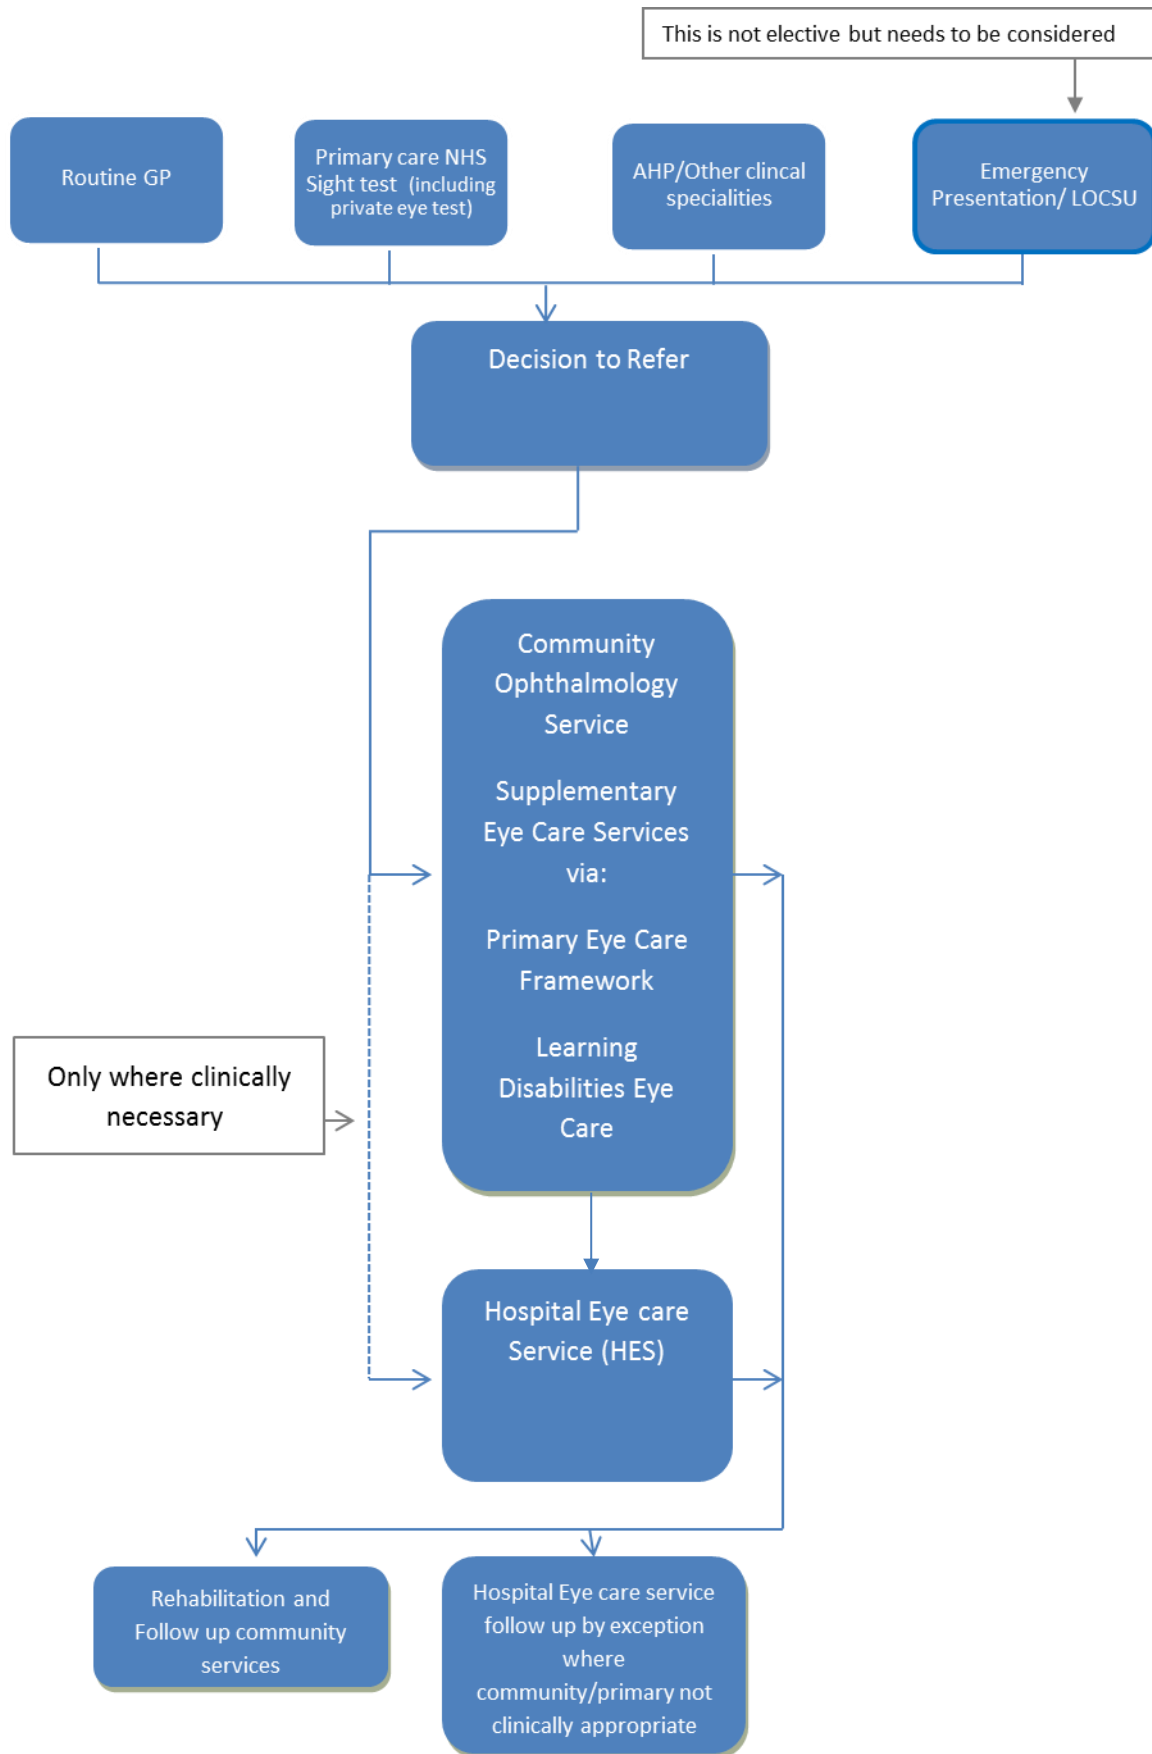 This is not elective but needs to be considered
Routine GP
Primary care NHS
Sight test (including
private eye test)
AHP/Other clincal
specialities
Emergency
Presentation/ LOCSU
Decision to Refer
Community
Ophthalmology
Service
Supplementary
Eye Care Services
via:
Primary Eye Care
Framework
Learning
Disabilities Eye
Care
Only where clinically
necessary
Hospital Eye care
Service (HES)
Rehabilitation and
Follow up community
services
Hospital Eye care service
follow up by exception
where
community/primary not
clinically appropriate